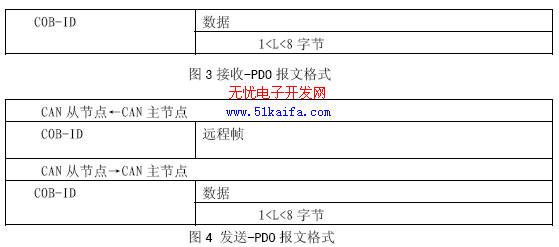 COB-ID 数据
1<L<8 字节
图 3 接收-PDO 报文格式
无忧电子开发网
www.51kaifa.com
CAN 从节点←CAN 主节点
COB-ID 远程帧
CAN 从节点→CAN 主节点
COB-ID 数据
1<L<8 字节
图 4 发送-PDO 报文格式